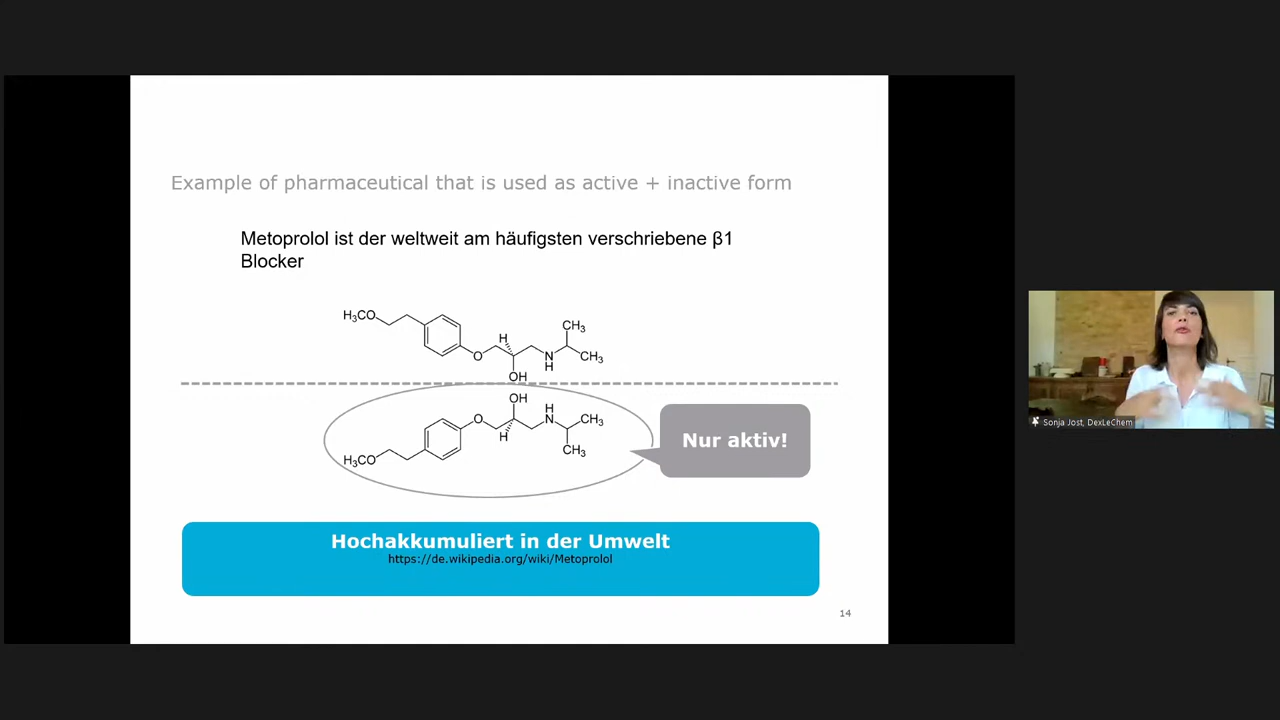 Example of pharmaceutical that is used as active + inactive form
Metoprolol ist der weltweit am häufigsten verschriebene β1
Blocker
H₃CO
O
H
OH
N
H
CH₃
CH₃
OH
O
H
H
N
CH₃
CH₃
H₃CO
Nur aktiv!
Hochakkumuliert in der Umwelt
https://de.wikipedia.org/wiki/Metoprolol
14
Sonja Jost, DexLeChem